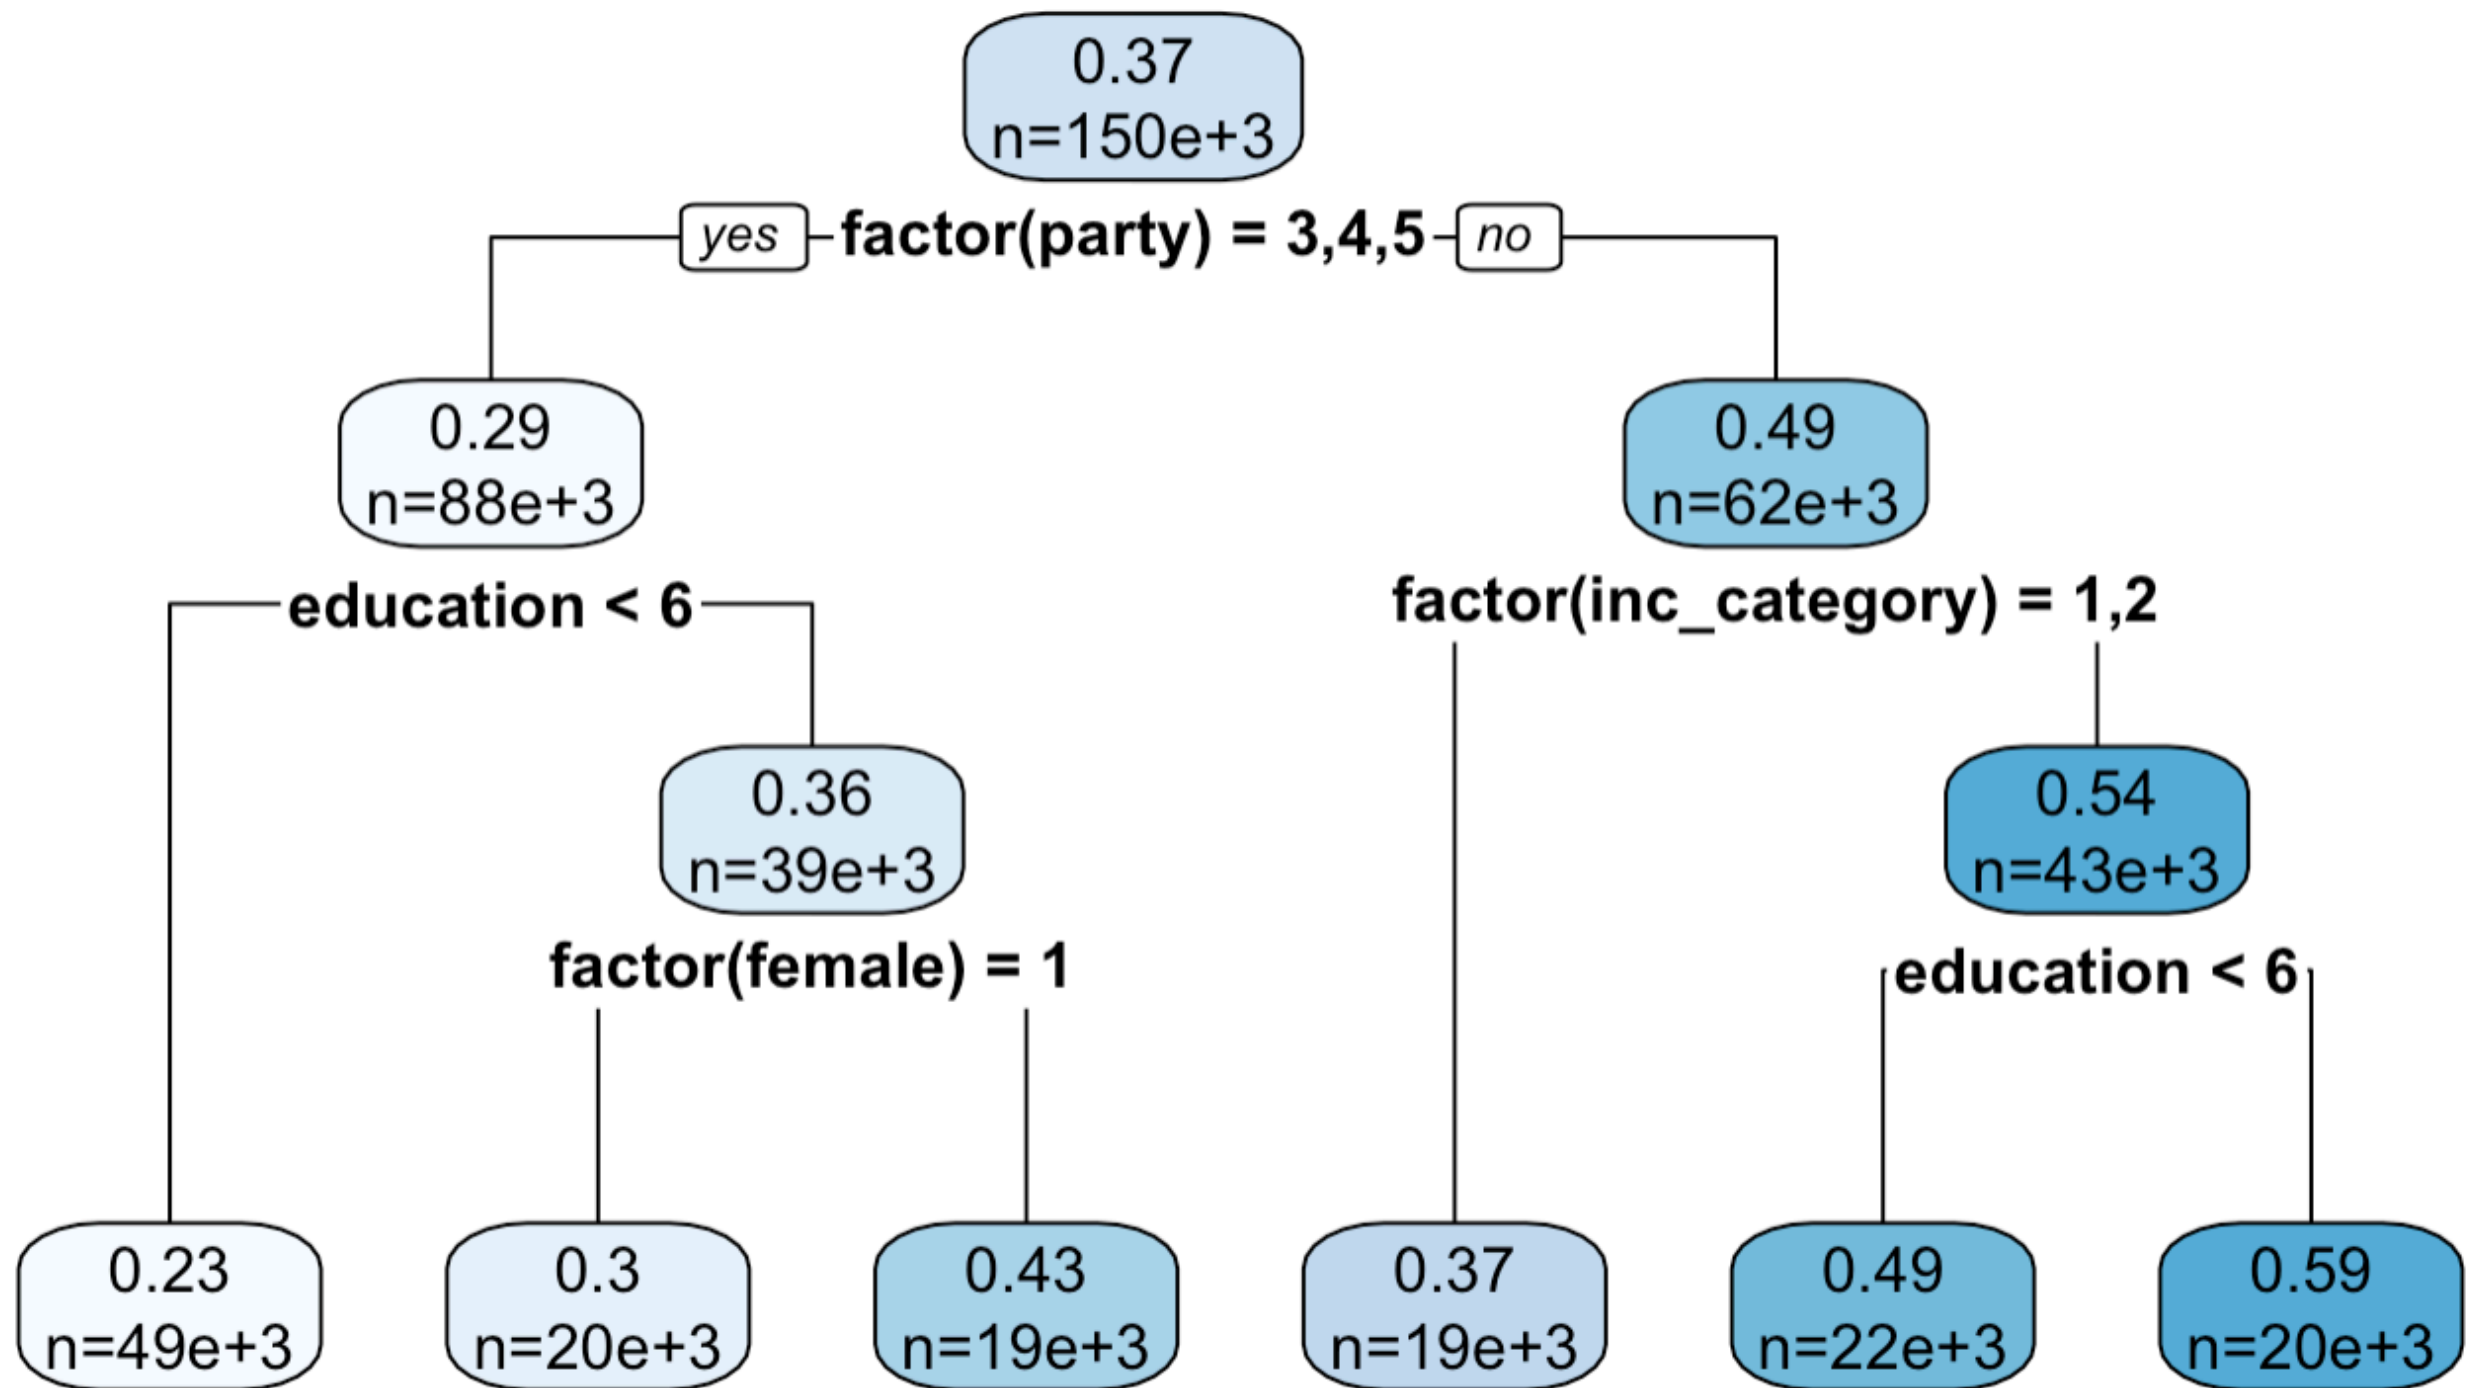 0.37
n=150e+3
yes factor(party) = 3,4,5 no
0.29
n=88e+3
0.49
n=62e+3
education < 6
factor(inc_category) = 1,2
0.36
n=39e+3
0.54
n=43e+3
factor(female) = 1
education < 6
0.23
n=49e+3
0.3
n=20e+3
0.43
n=19e+3
0.37
n=19e+3
0.49
n=22e+3
0.59
n=20e+3